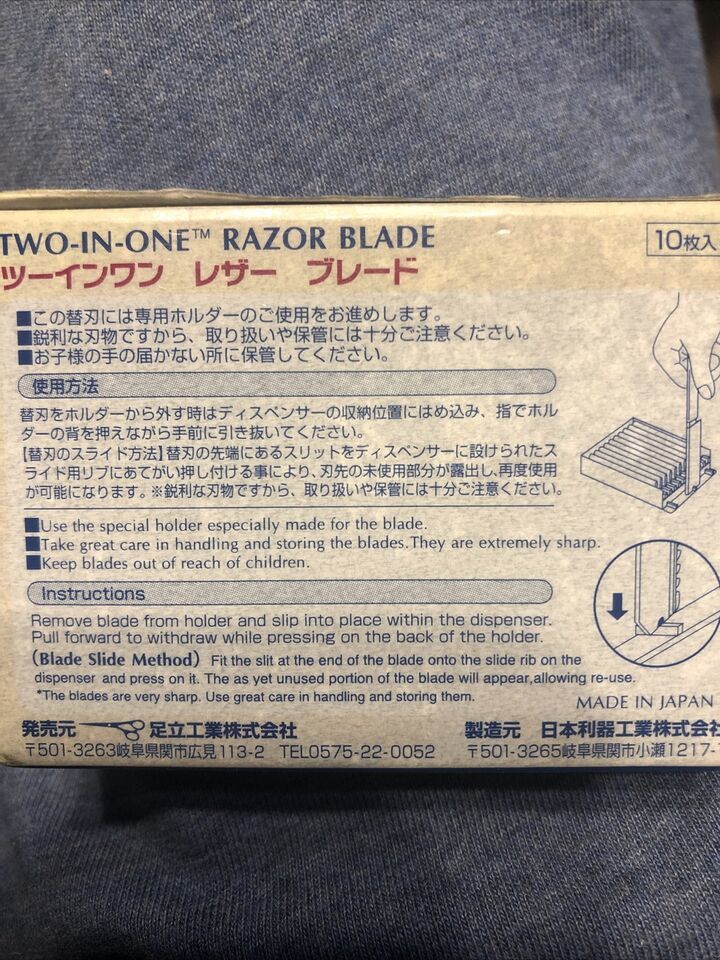 TWO-IN-ONE™ RAZOR BLADE
10枚入
ツーインワン レザー ブレード
■この替刃には専用ホルダーのご使用をお進めします。
■鋭利な刃物ですから、取り扱いや保管には十分ご注意ください。
■お子様の手の届かない所に保管してください。
使用方法
替刃をホルダーから外す時はディスペンサーの収納位置にはめ込み、指でホル
ダーの背を押えながら手前に引き抜いてください。
【替刃のスライド方法】替刃の先端にあるスリットをディスペンサーに設けられたス
ライド用リブにあてがい押し付ける事により、刃先の未使用部分が露出し、再度使用
が可能になります。※鋭利な刃物ですから、取り扱いや保管には十分ご注意ください。
■Use the special holder especially made for the blade.
■Take great care in handling and storing the blades.They are extremely sharp.
■Keep blades out of reach of children.
Instructions
Remove blade from holder and slip into place within the dispenser.
Pull forward to withdraw while pressing on the back of the holder.
(Blade Slide Method) Fit the slit at the end of the blade onto the slide rib on the
dispenser and press on it. The as yet unused portion of the blade will appear,allowing re-use.
*The blades are very sharp. Use great care in handling and storing them.
MADE IN JAPAN
発売元 足立工業株式会社
〒501-3263岐阜県関市広見113-2 TEL0575-22-0052
製造元 日本利器工業株式会社
〒501-3265岐阜県関市小瀬1217-